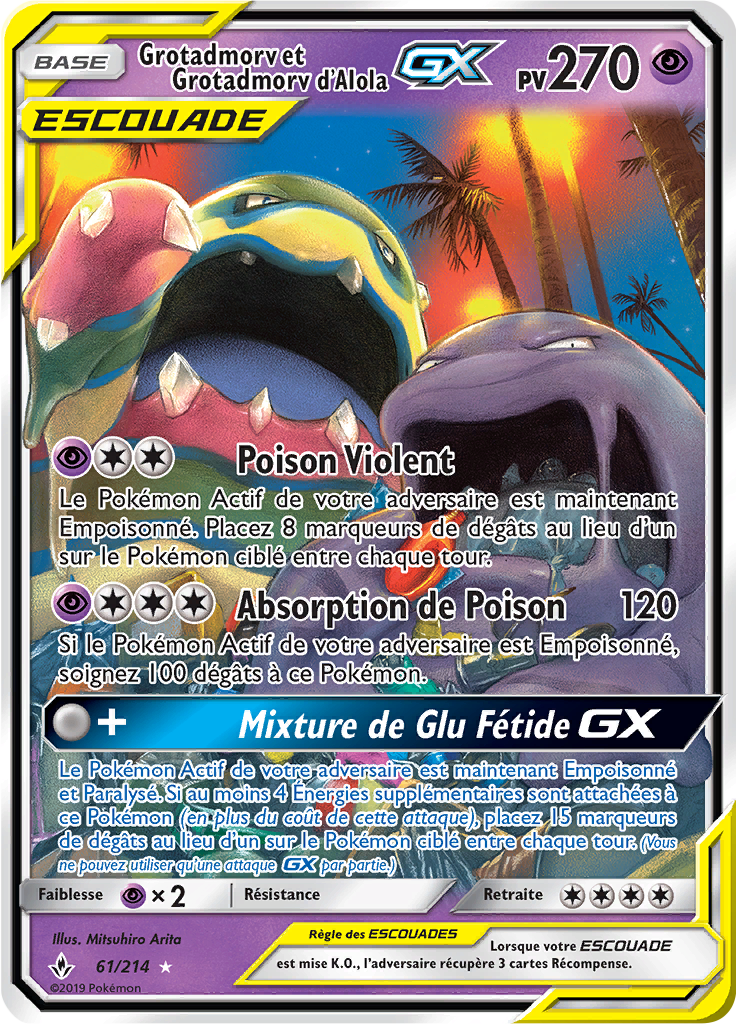 BASE
Grotadmorv et
Grotadmorv d'Alola
GX
PV270
ESCOUADE
Poison Violent
Le Pokémon Actif de votre adversaire est maintenant
Empoisonné. Placez 8 marqueurs de dégâts au lieu d'un
sur le Pokémon ciblé entre chaque tour.
Absorption de Poison 120
Si le Pokémon Actif de votre adversaire est Empoisonné,
soignez 100 dégâts à ce Pokémon.
+ Mixture de Glu Fétide GX
Le Pokémon Actif de votre adversaire est maintenant Empoisonné
et Paralysé. Si au moins 4 Énergies supplémentaires sont attachées à
ce Pokémon (en plus du coût de cette attaque), placez 15 marqueurs
de dégâts au lieu d'un sur le Pokémon ciblé entre chaque tour. (Vous
ne pouvez utiliser qu'une attaque GX par partie.)
Faiblesse ×2 Résistance Retraite
Illus. Mitsuhiro Arita
Règle des ESCOUADES
Lorsque votre ESCOUADE
est mise K.O., l'adversaire récupère 3 cartes Récompense.
61/214 ★
©2019 Pokémon